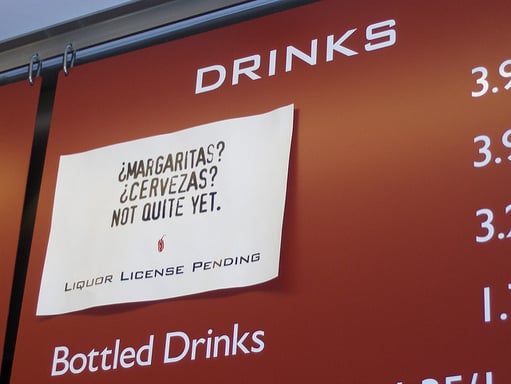 DRINKS
¿MARGARITAS?
¿CERVEZAS?
NOT QUITE YET.
LIQUOR LICENSE PENDING
Bottled Drinks